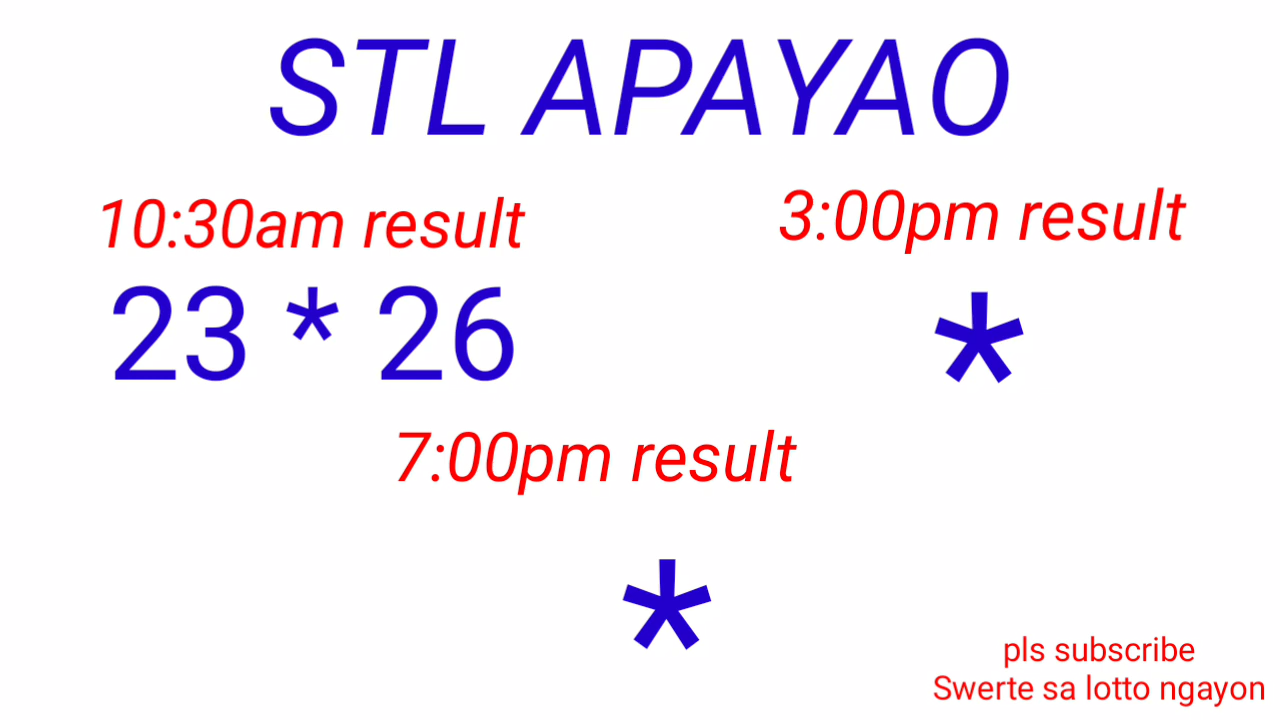 STL APAYAO
10:30am result
23 * 26
3:00pm result
*
7:00pm result
*
pls subscribe
Swerte sa lotto ngayon